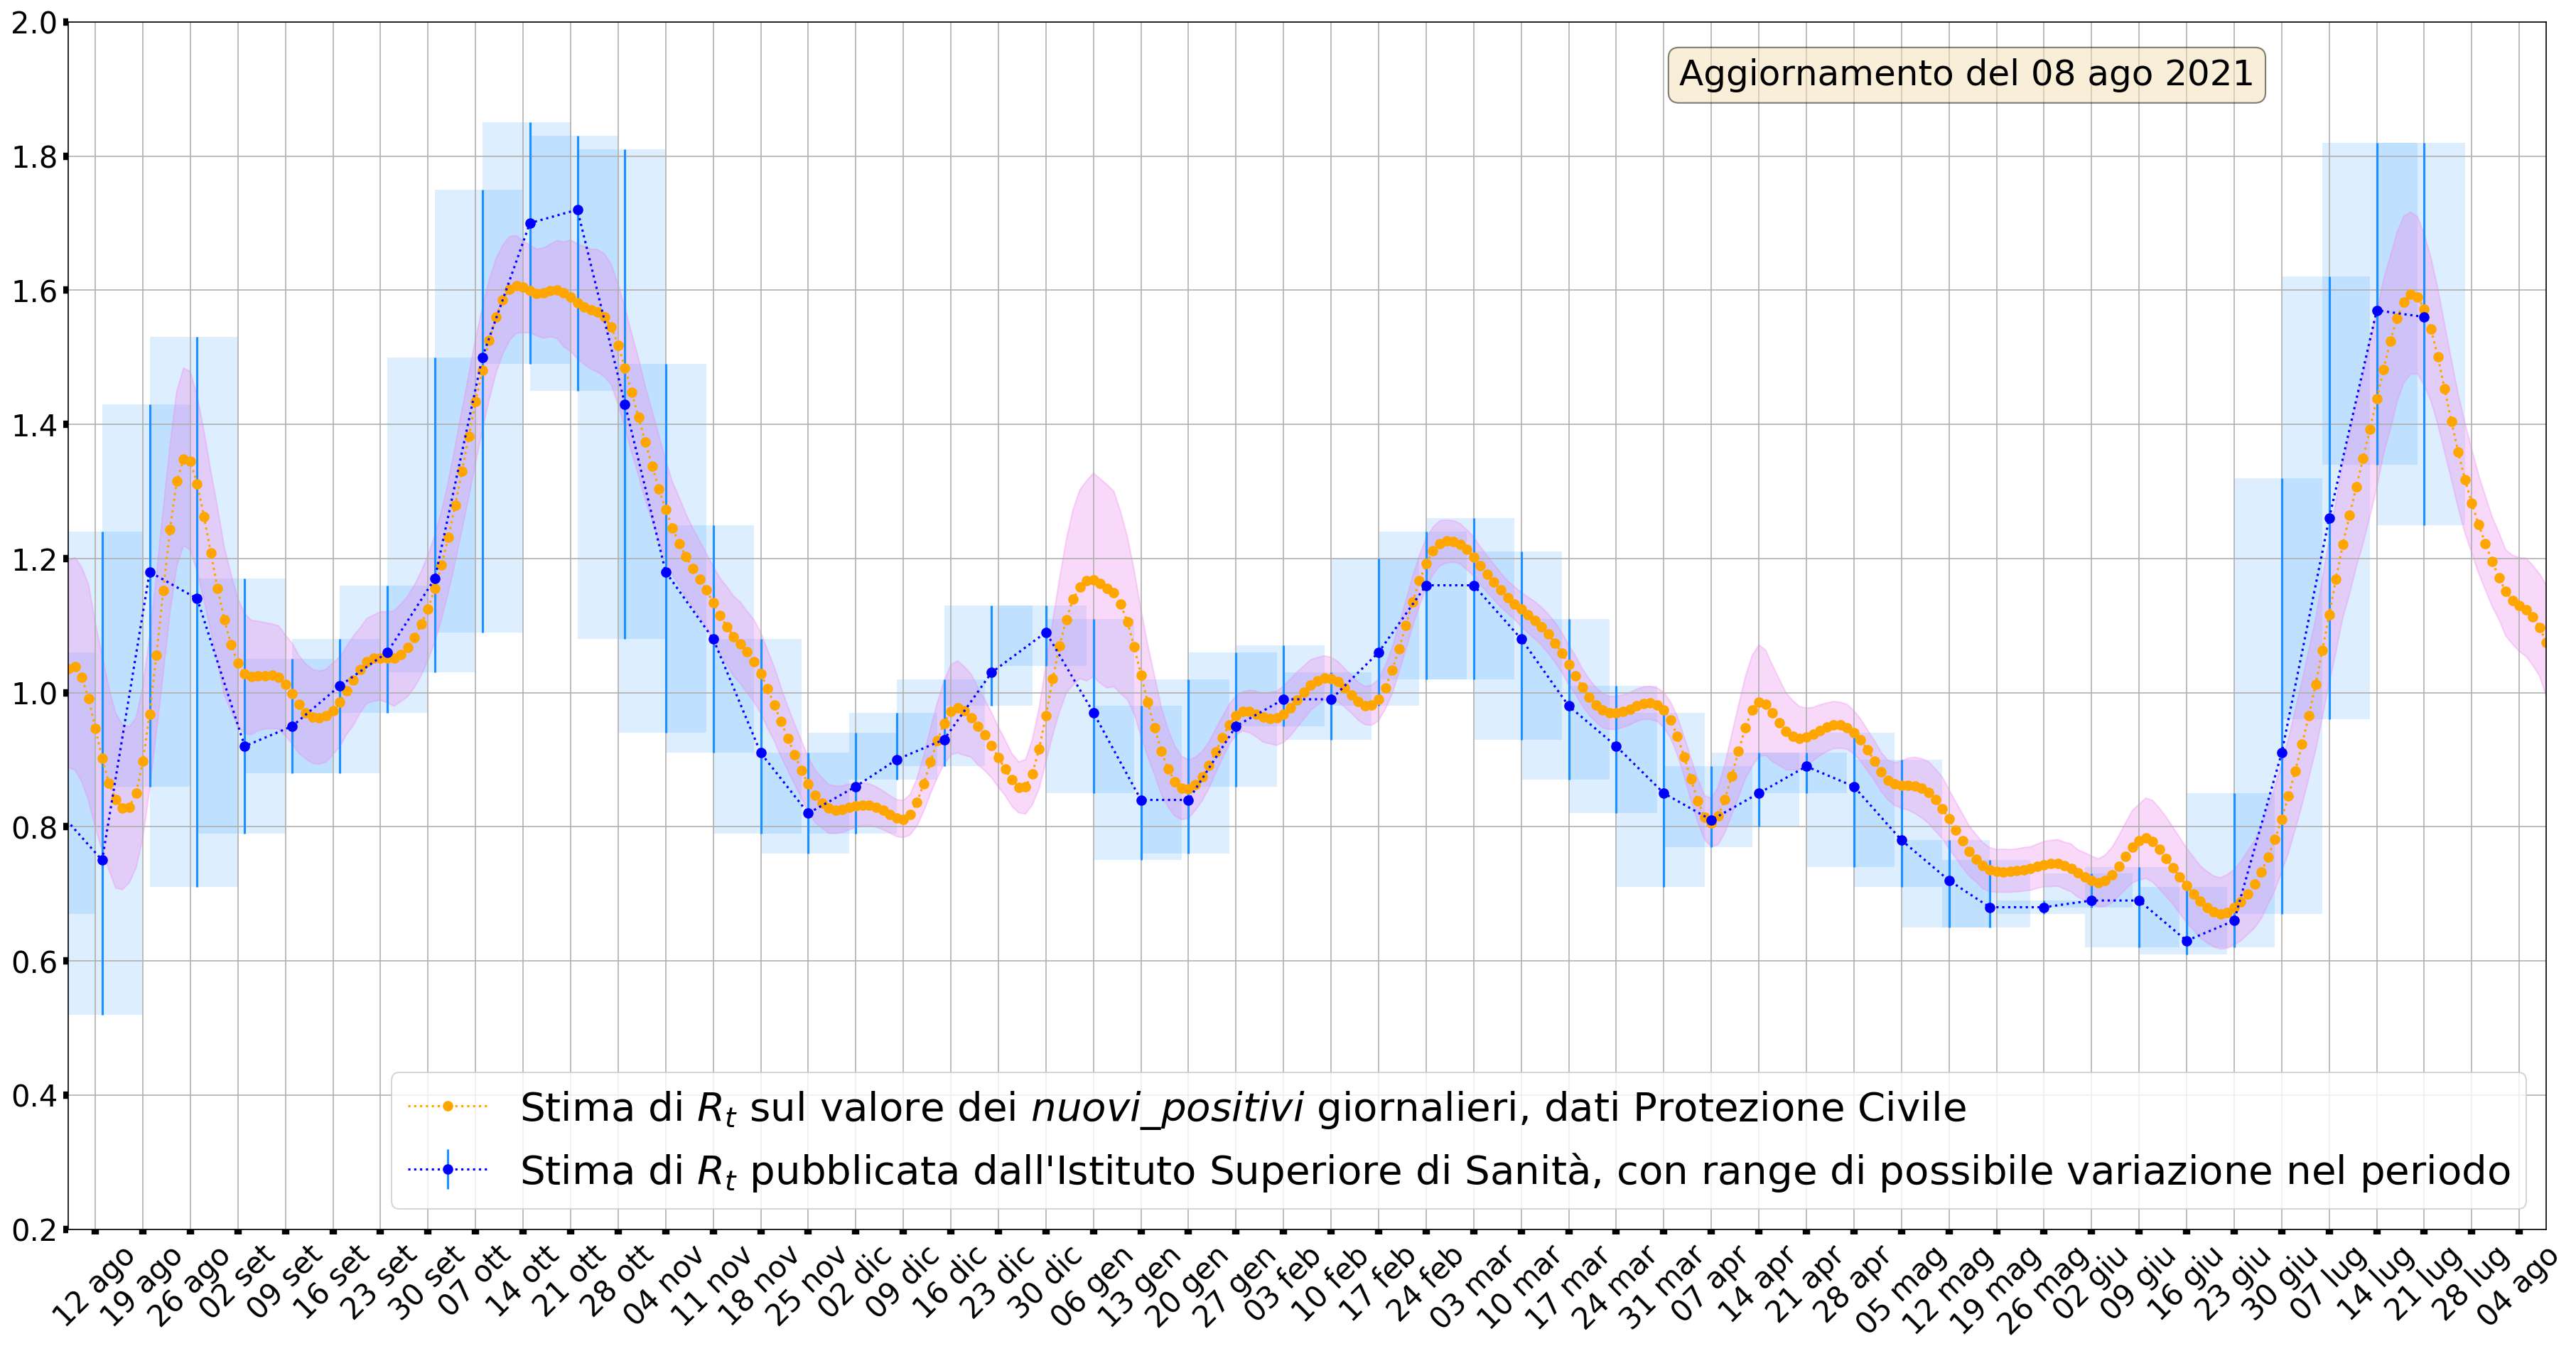 2.0
1.8
1.6
1.4
1.2
1.0
0.8
0.6
0.4
0.2
Aggiornamento del 08 ago 2021
Stima di Rt sul valore dei nuovi_positivi giornalieri, dati Protezione Civile
Stima di Rt pubblicata dall'Istituto Superiore di Sanità, con range di possibile variazione nel periodo
12 ago
19 ago
26 ago
02 set
09 set
16 set
23 set
30 set
07 ott
14 ott
21 ott
28 ott
04 nov
11 nov
18 nov
25 nov
02 dic
09 dic
16 dic
23 dic
30 dic
06 gen
13 gen
20 gen
27 gen
03 feb
10 feb
17 feb
24 feb
03 mar
10 mar
17 mar
24 mar
31 mar
07 apr
14 apr
21 apr
28 apr
05 mag
12 mag
19 mag
26 mag
02 giu
09 giu
16 giu
23 giu
30 giu
07 lug
14 lug
21 lug
28 lug
04 ago